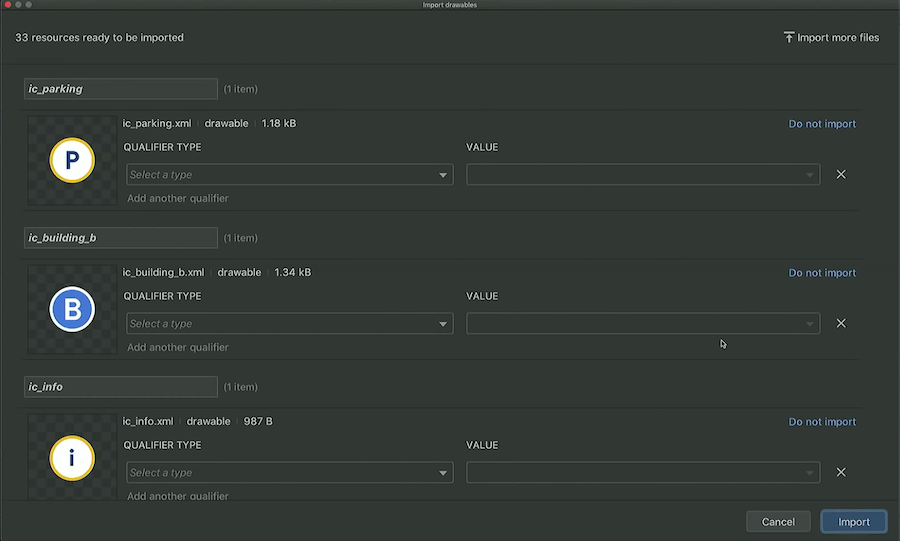 Import drawables
33 resources ready to be imported
Import more files
ic_parking (1 item)
P
ic_parking.xml drawable 1.18 kB Do not import
QUALIFIER TYPE VALUE
Select a type
Add another qualifier
ic_building_b (1 item)
B
ic_building_b.xml drawable 1.34 kB Do not import
QUALIFIER TYPE VALUE
Select a type
Add another qualifier
ic_info (1 item)
i
ic_info.xml drawable 987 B Do not import
QUALIFIER TYPE VALUE
Select a type
Add another qualifier
Cancel Import